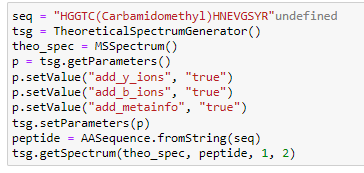 seq = "HGGTC(Carbamidomethyl)HNEVGSYR"undefined
tsg = TheoreticalSpectrumGenerator()
theo_spec = MSSpectrum()
p = tsg.getParameters()
p.setValue("add_y_ions", "true")
p.setValue("add_b_ions", "true")
p.setValue("add_metainfo", "true")
tsg.setParameters(p)
peptide = AASequence.fromString(seq)
tsg.getSpectrum(theo_spec, peptide, 1, 2)